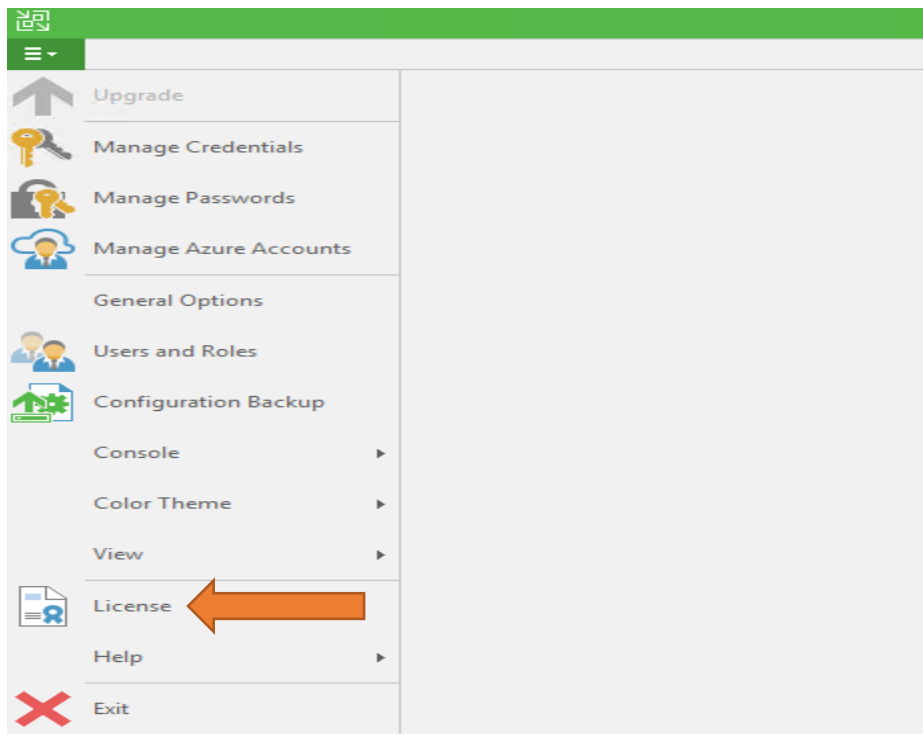 Upgrade
Manage Credentials
Manage Passwords
Manage Azure Accounts
General Options
Users and Roles
Configuration Backup
Console
Color Theme
View
License
Help
Exit